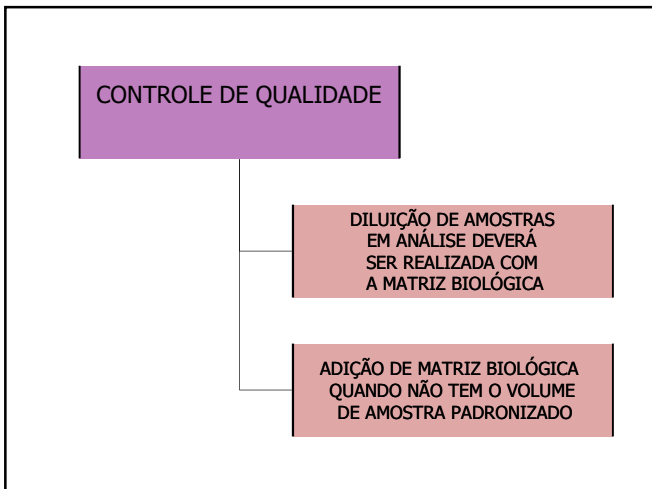 CONTROLE DE QUALIDADE
DILUIÇÃO DE AMOSTRAS
EM ANÁLISE DEVERÁ
SER REALIZADA COM
A MATRIZ BIOLÓGICA
ADIÇÃO DE MATRIZ BIOLÓGICA
QUANDO NÃO TEM O VOLUME
DE AMOSTRA PADRONIZADO